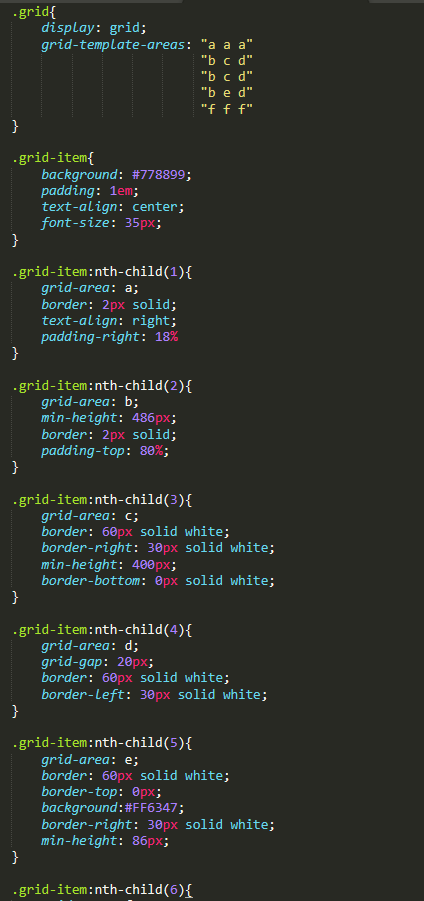 .grid{
display: grid;
grid-template-areas: "a a a"
"b c d"
"b c d"
"b e d"
"f f f"
}
.grid-item{
background: #778899;
padding: 1em;
text-align: center;
font-size: 35px;
}
.grid-item:nth-child(1){
grid-area: a;
border: 2px solid;
text-align: right;
padding-right: 18%
}
.grid-item:nth-child(2){
grid-area: b;
min-height: 486px;
border: 2px solid;
padding-top: 80%;
}
.grid-item:nth-child(3){
grid-area: c;
border: 60px solid white;
border-right: 30px solid white;
min-height: 400px;
border-bottom: 0px solid white;
}
.grid-item:nth-child(4){
grid-area: d;
grid-gap: 20px;
border: 60px solid white;
border-left: 30px solid white;
}
.grid-item:nth-child(5){
grid-area: e;
border: 60px solid white;
border-top: 0px;
background:#FF6347;
border-right: 30px solid white;
min-height: 86px;
}
.grid-item:nth-child(6){